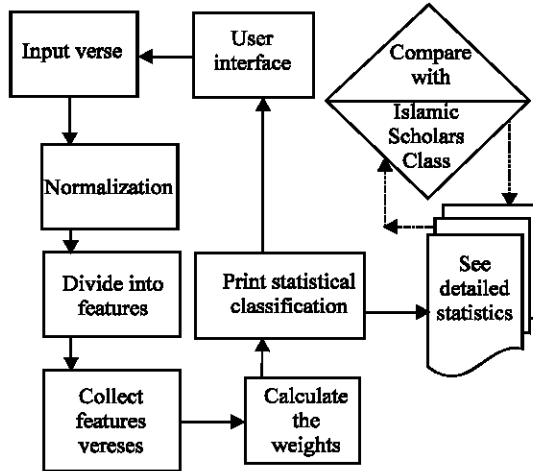 Input verse
User
interface
Compare
with
Islamic
Scholars
Class
Normalization
Divide into
features
Print statistical
classification
See
detailed
statistics
Collect
features
vereses
Calculate
the
weights